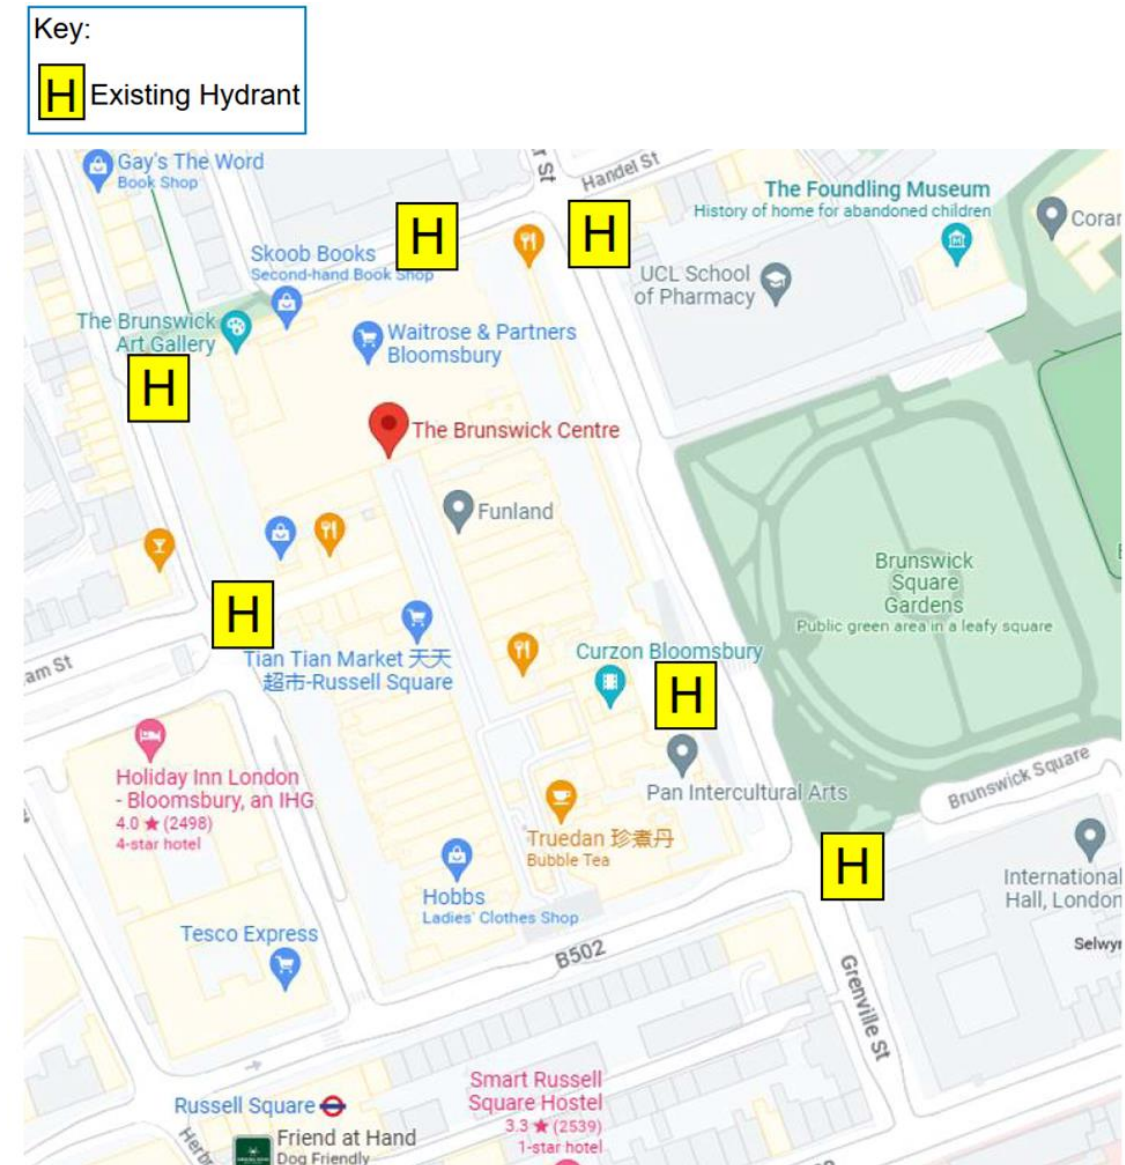 Key:
H Existing Hydrant
Gay's The Word
Book Shop
r St
Handel St
The Foundling Museum
History of home for abandoned children
H
H
Skoob Books
Second-hand Book Shop
UCL School
of Pharmacy
The Brunswick
Art Gallery
Waitrose & Partners
Bloomsbury
H
The Brunswick Centre
Funland
Brunswick
Square
Gardens
Public green area in a leafy square
H
Tian Tian Market 天天
超市-Russell Square
Curzon Bloomsbury
H
am St
Holiday Inn London
- Bloomsbury, an IHG
4.0 ★ (2498)
4-star hotel
Pan Intercultural Arts
Brunswick Square
Truedan 珍煮丹
Bubble Tea
H
Hobbs
Ladies' Clothes Shop
International
Hall, London
Tesco Express
B502
Grenville St
Russell Square
Friend at Hand
Dog Friendly
Smart Russell
Square Hostel
3.3 ★ (2539)
1-star hotel